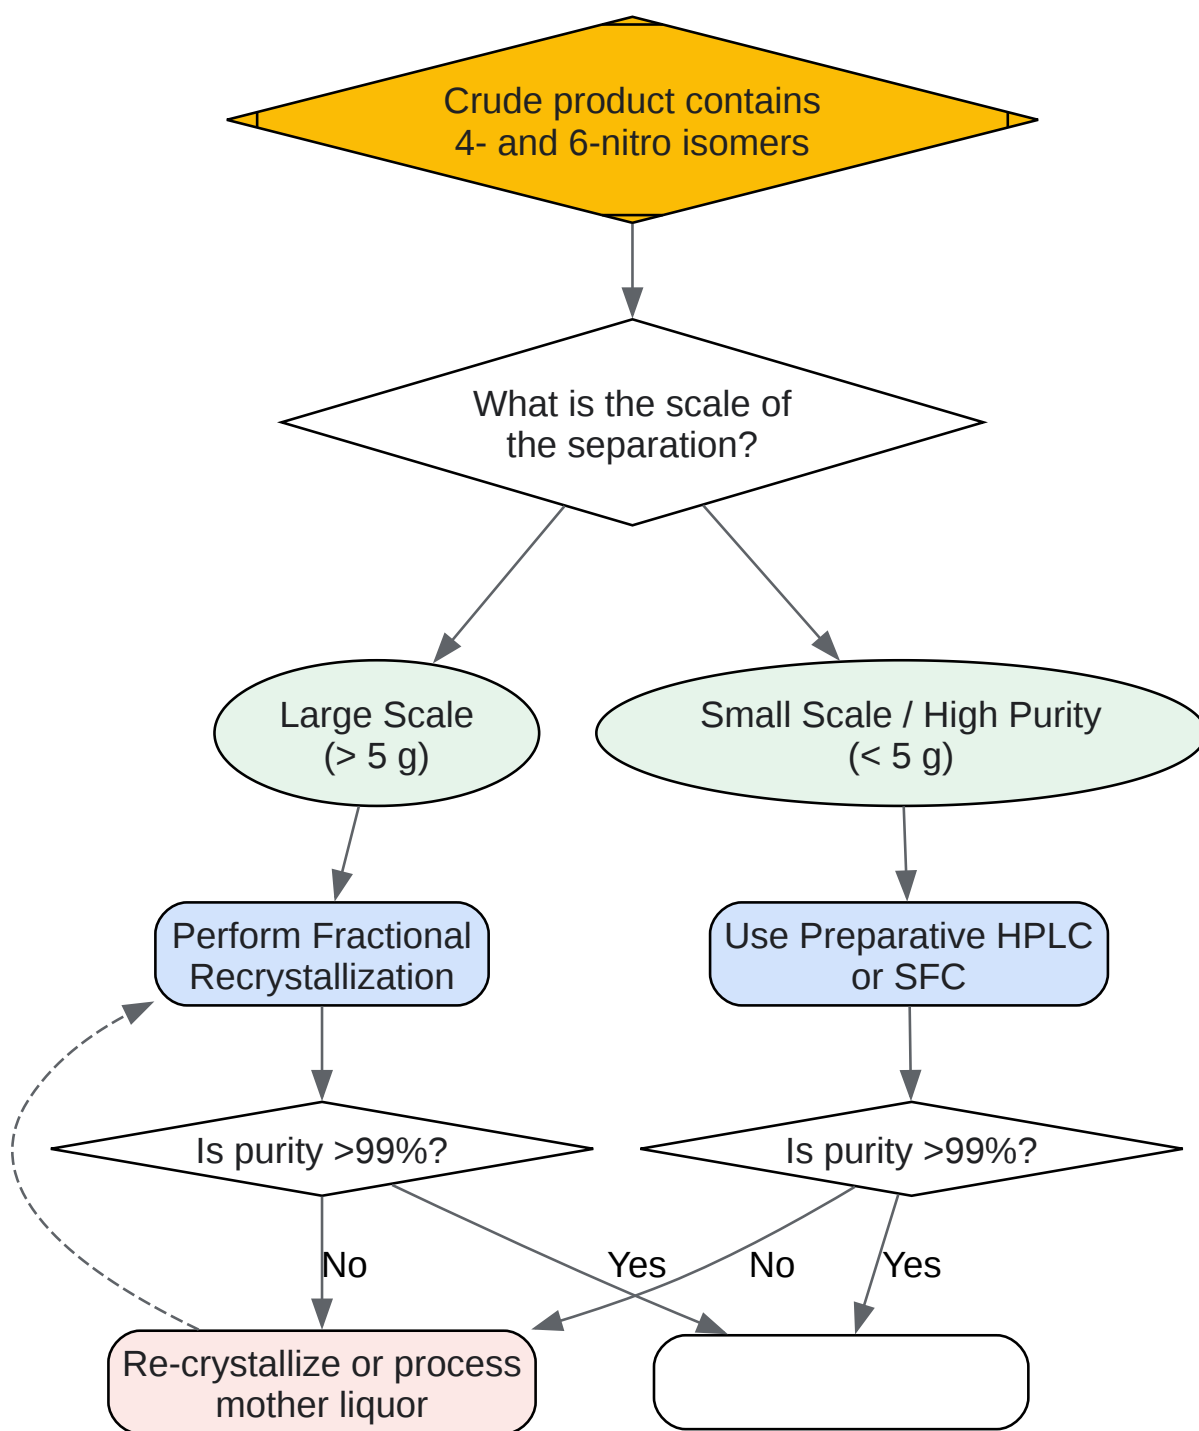 Crude product contains
4- and 6-nitro isomers
What is the scale of
the separation?
Large Scale
(> 5 g)
Small Scale / High Purity
(< 5 g)
Perform Fractional
Recrystallization
Use Preparative HPLC
or SFC
Is purity >99%?
Is purity >99%?
No
Yes
No
Yes
Re-crystallize or process
mother liquor